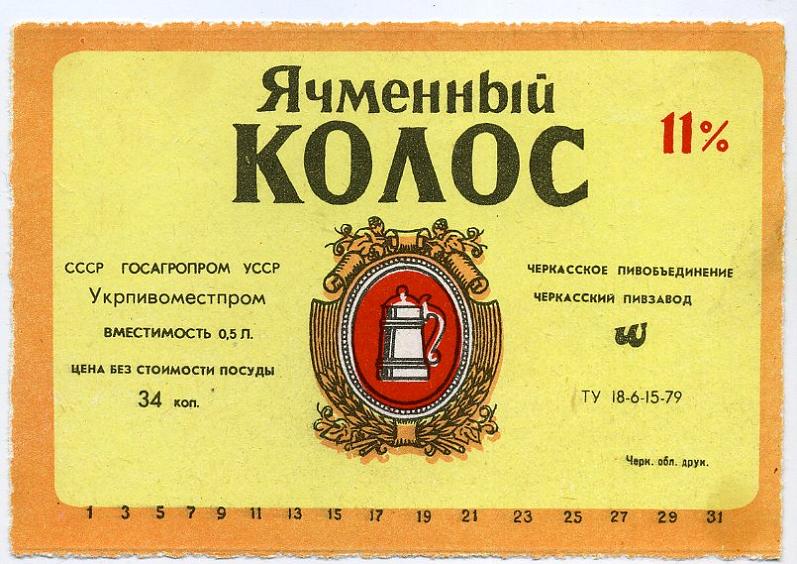 Ячменный
КОЛОС
11%
СССР ГОСАГРОПРОМ УССР
Укрпивоместпром
ВМЕСТИМОСТЬ 0,5 Л.
ЦЕНА БЕЗ СТОИМОСТИ ПОСУДЫ
34 коп.
ЧЕРКАССКОЕ ПИВОБЪЕДИНЕНИЕ
ЧЕРКАССКИЙ ПИВЗАВОД
ТУ 18-6-15-79
Черк. обл. друк.
1 3 5 7 9 11 13 15 17 19 21 23 25 27 29 31